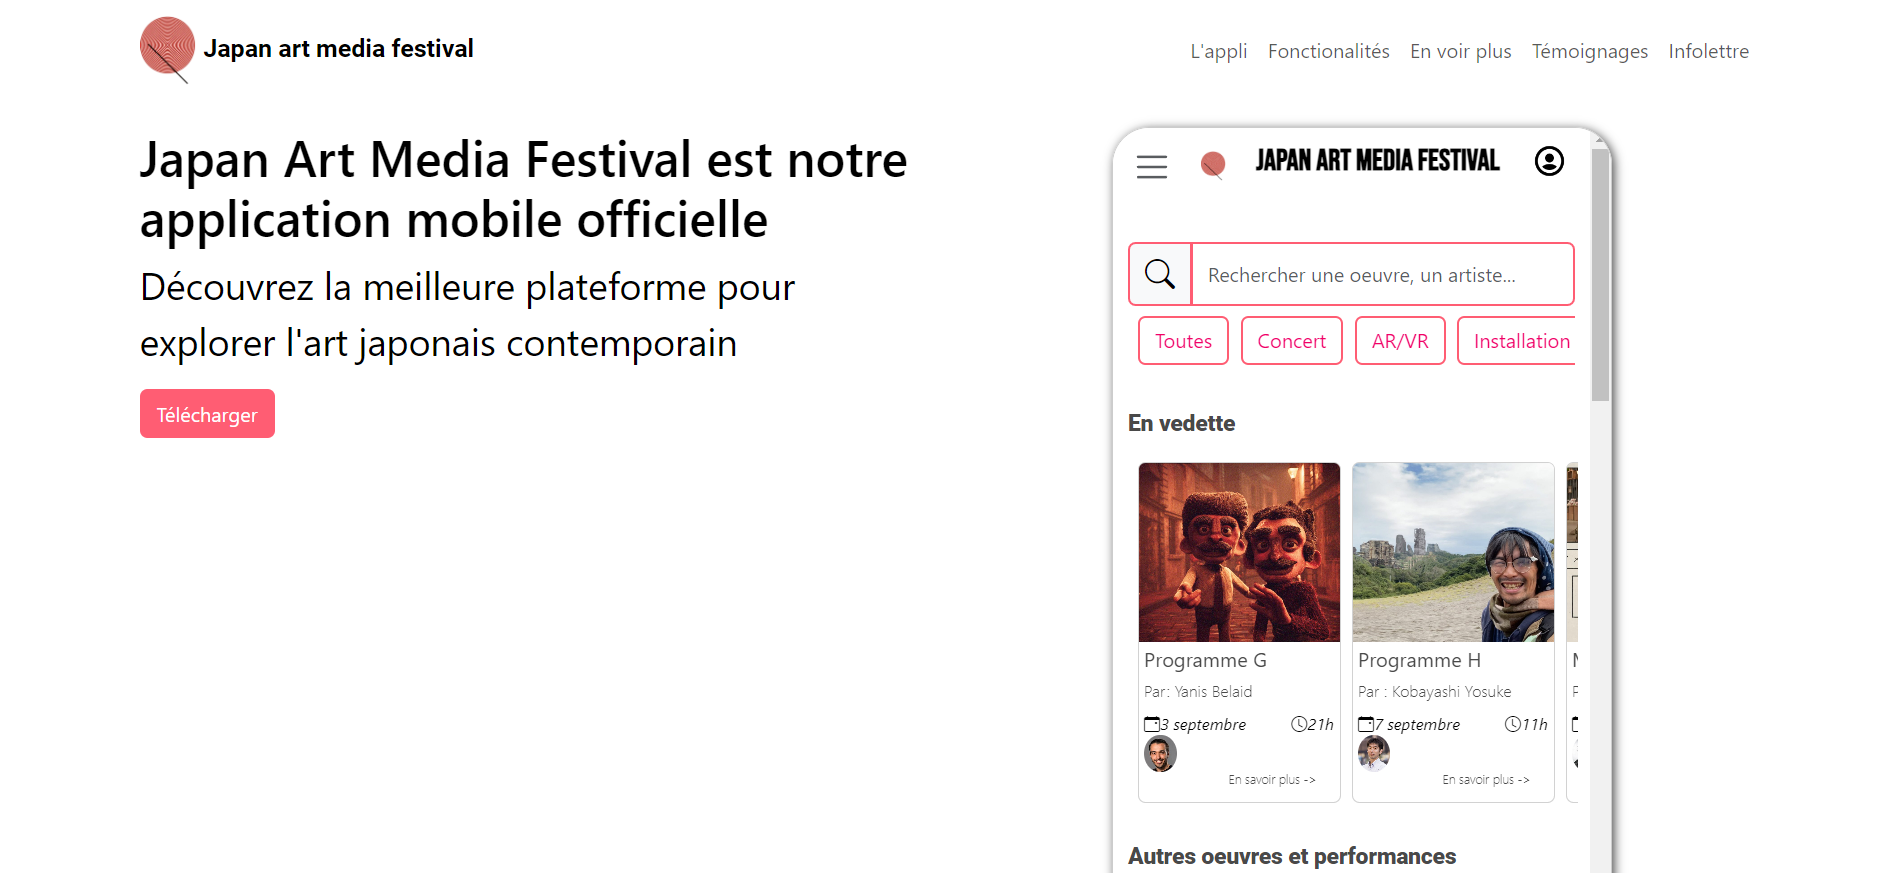 Japan art media festival
L'appli Fonctionalités En voir plus Témoignages Infolettre
Japan Art Media Festival est notre
application mobile officielle
Découvrez la meilleure plateforme pour
explorer l'art japonais contemporain
Télécharger
JAPAN ART MEDIA FESTIVAL
Rechercher une oeuvre, un artiste...
Toutes Concert AR/VR Installation
En vedette
Programme G
Par: Yanis Belaid
3 septembre 21h
En savoir plus ->
Programme H
Par : Kobayashi Yosuke
7 septembre 11h
En savoir plus ->
Autres oeuvres et performances